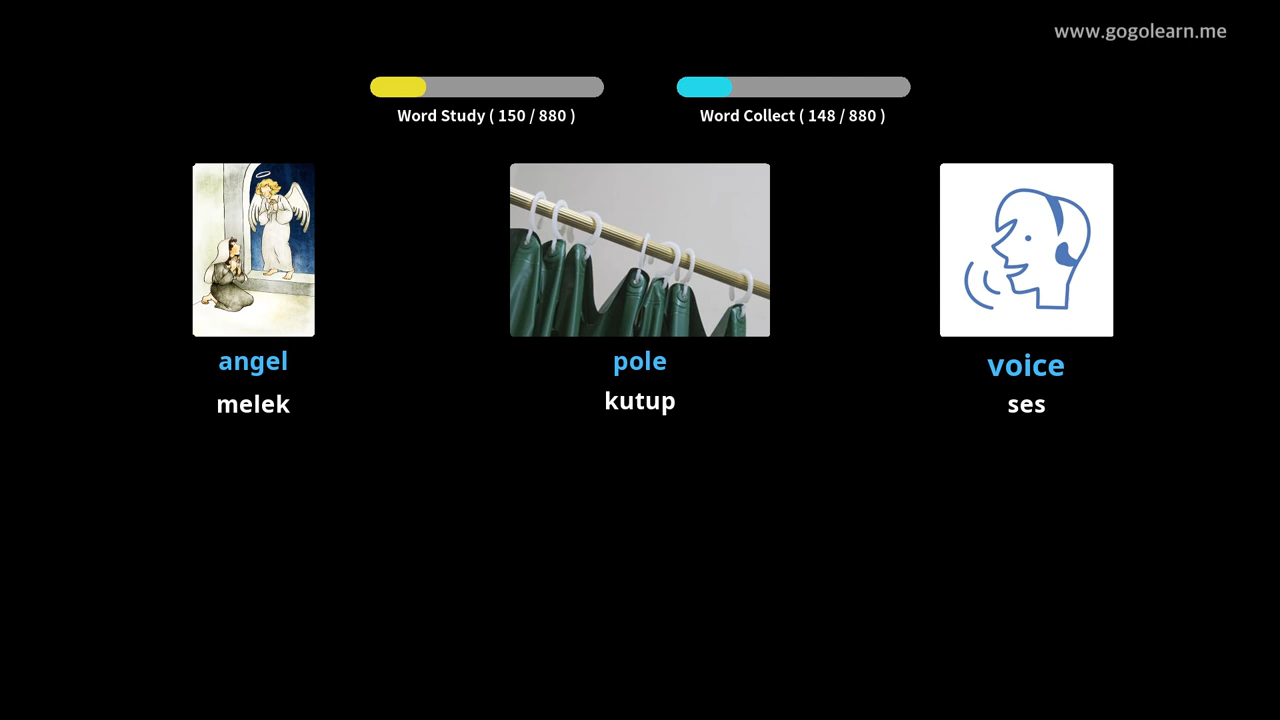 www.gogolearn.me
Word Study ( 150 / 880 )
Word Collect ( 148 / 880 )
angel
melek
pole
kutup
voice
ses